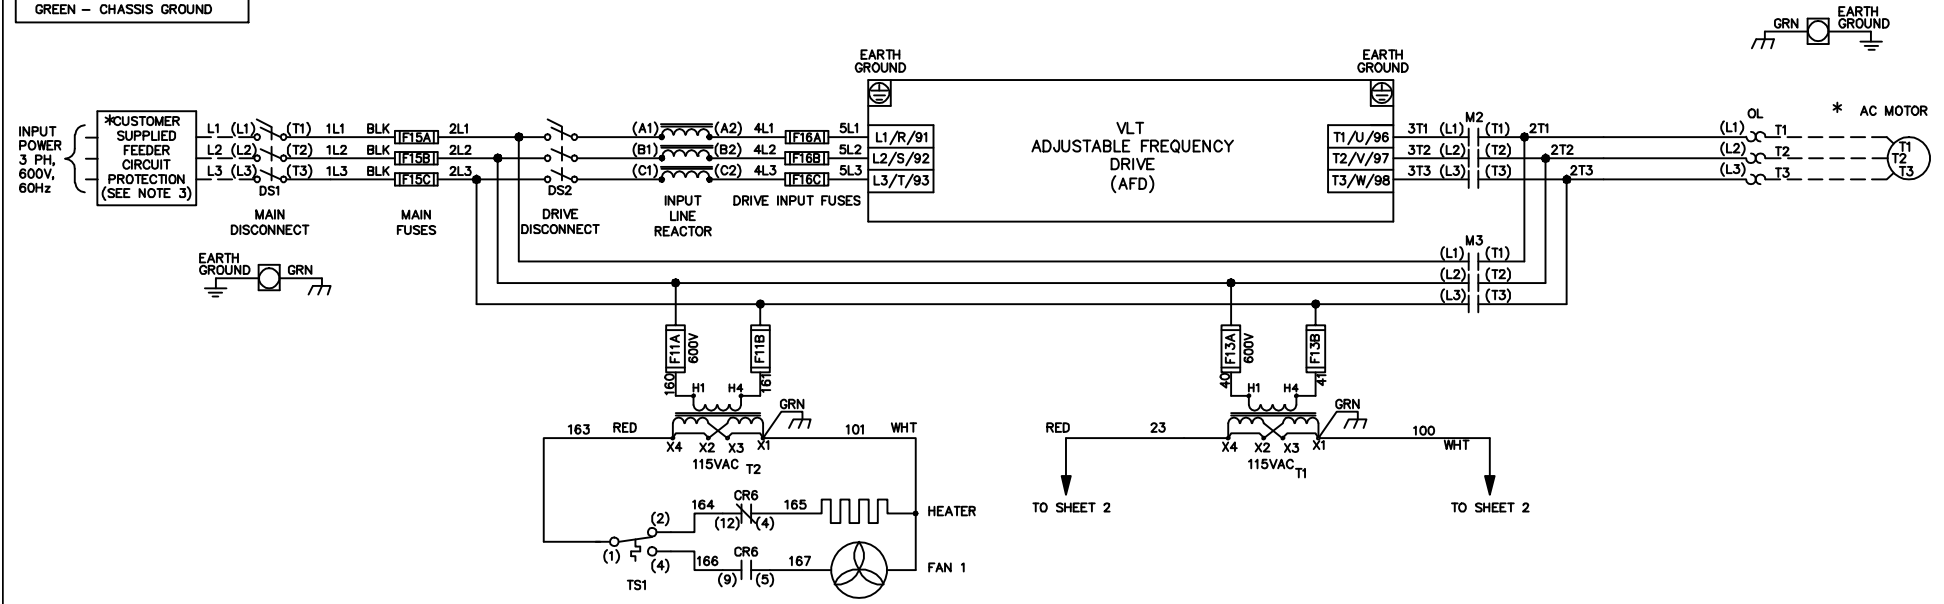 GREEN – CHASSIS GROUND
GRN
EARTH
GROUND
EARTH
GROUND
EARTH
GROUND
INPUT
POWER
3 PH,
600V,
60Hz
*CUSTOMER
SUPPLIED
FEEDER
CIRCUIT
PROTECTION
(SEE NOTE 3)
L1 (L1) (T1) 1L1 BLK F15A 2L1
L2 (L2) (T2) 1L2 BLK F15B 2L2
L3 (L3) (T3) 1L3 BLK F15C 2L3
DS1
MAIN
DISCONNECT
MAIN
FUSES
DS2
DRIVE
DISCONNECT
(A1) (A2) 4L1 F16A 5L1
(B1) (B2) 4L2 F16B 5L2
(C1) (C2) 4L3 F16C 5L3
INPUT
LINE
REACTOR
DRIVE INPUT FUSES
L1/R/91
L2/S/92
L3/T/93
VLT
ADJUSTABLE FREQUENCY
DRIVE
(AFD)
T1/U/96
T2/V/97
T3/W/98
M2
3T1 (L1) (T1) 2T1
3T2 (L2) (T2) 2T2
3T3 (L3) (T3) 2T3
OL
(L1) T1
(L2) T2
(L3) T3
* AC MOTOR
T1
T2
T3
M3
(L1) (T1)
(L2) (T2)
(L3) (T3)
EARTH
GROUND
GRN
F11A
600V
F11B
160
161
H1 H4
GRN
163 RED
101 WHT
X4 X2 X3 X1
115VAC T2
F13A
600V
F13B
40
41
H1 H4
GRN
RED 23
100
WHT
X4 X2 X3 X1
115VAC T1
TO SHEET 2
TO SHEET 2
(1)
(2)
(4)
TS1
164 CR6 165
(12) (4)
HEATER
166 CR6 167
(9) (5)
FAN 1